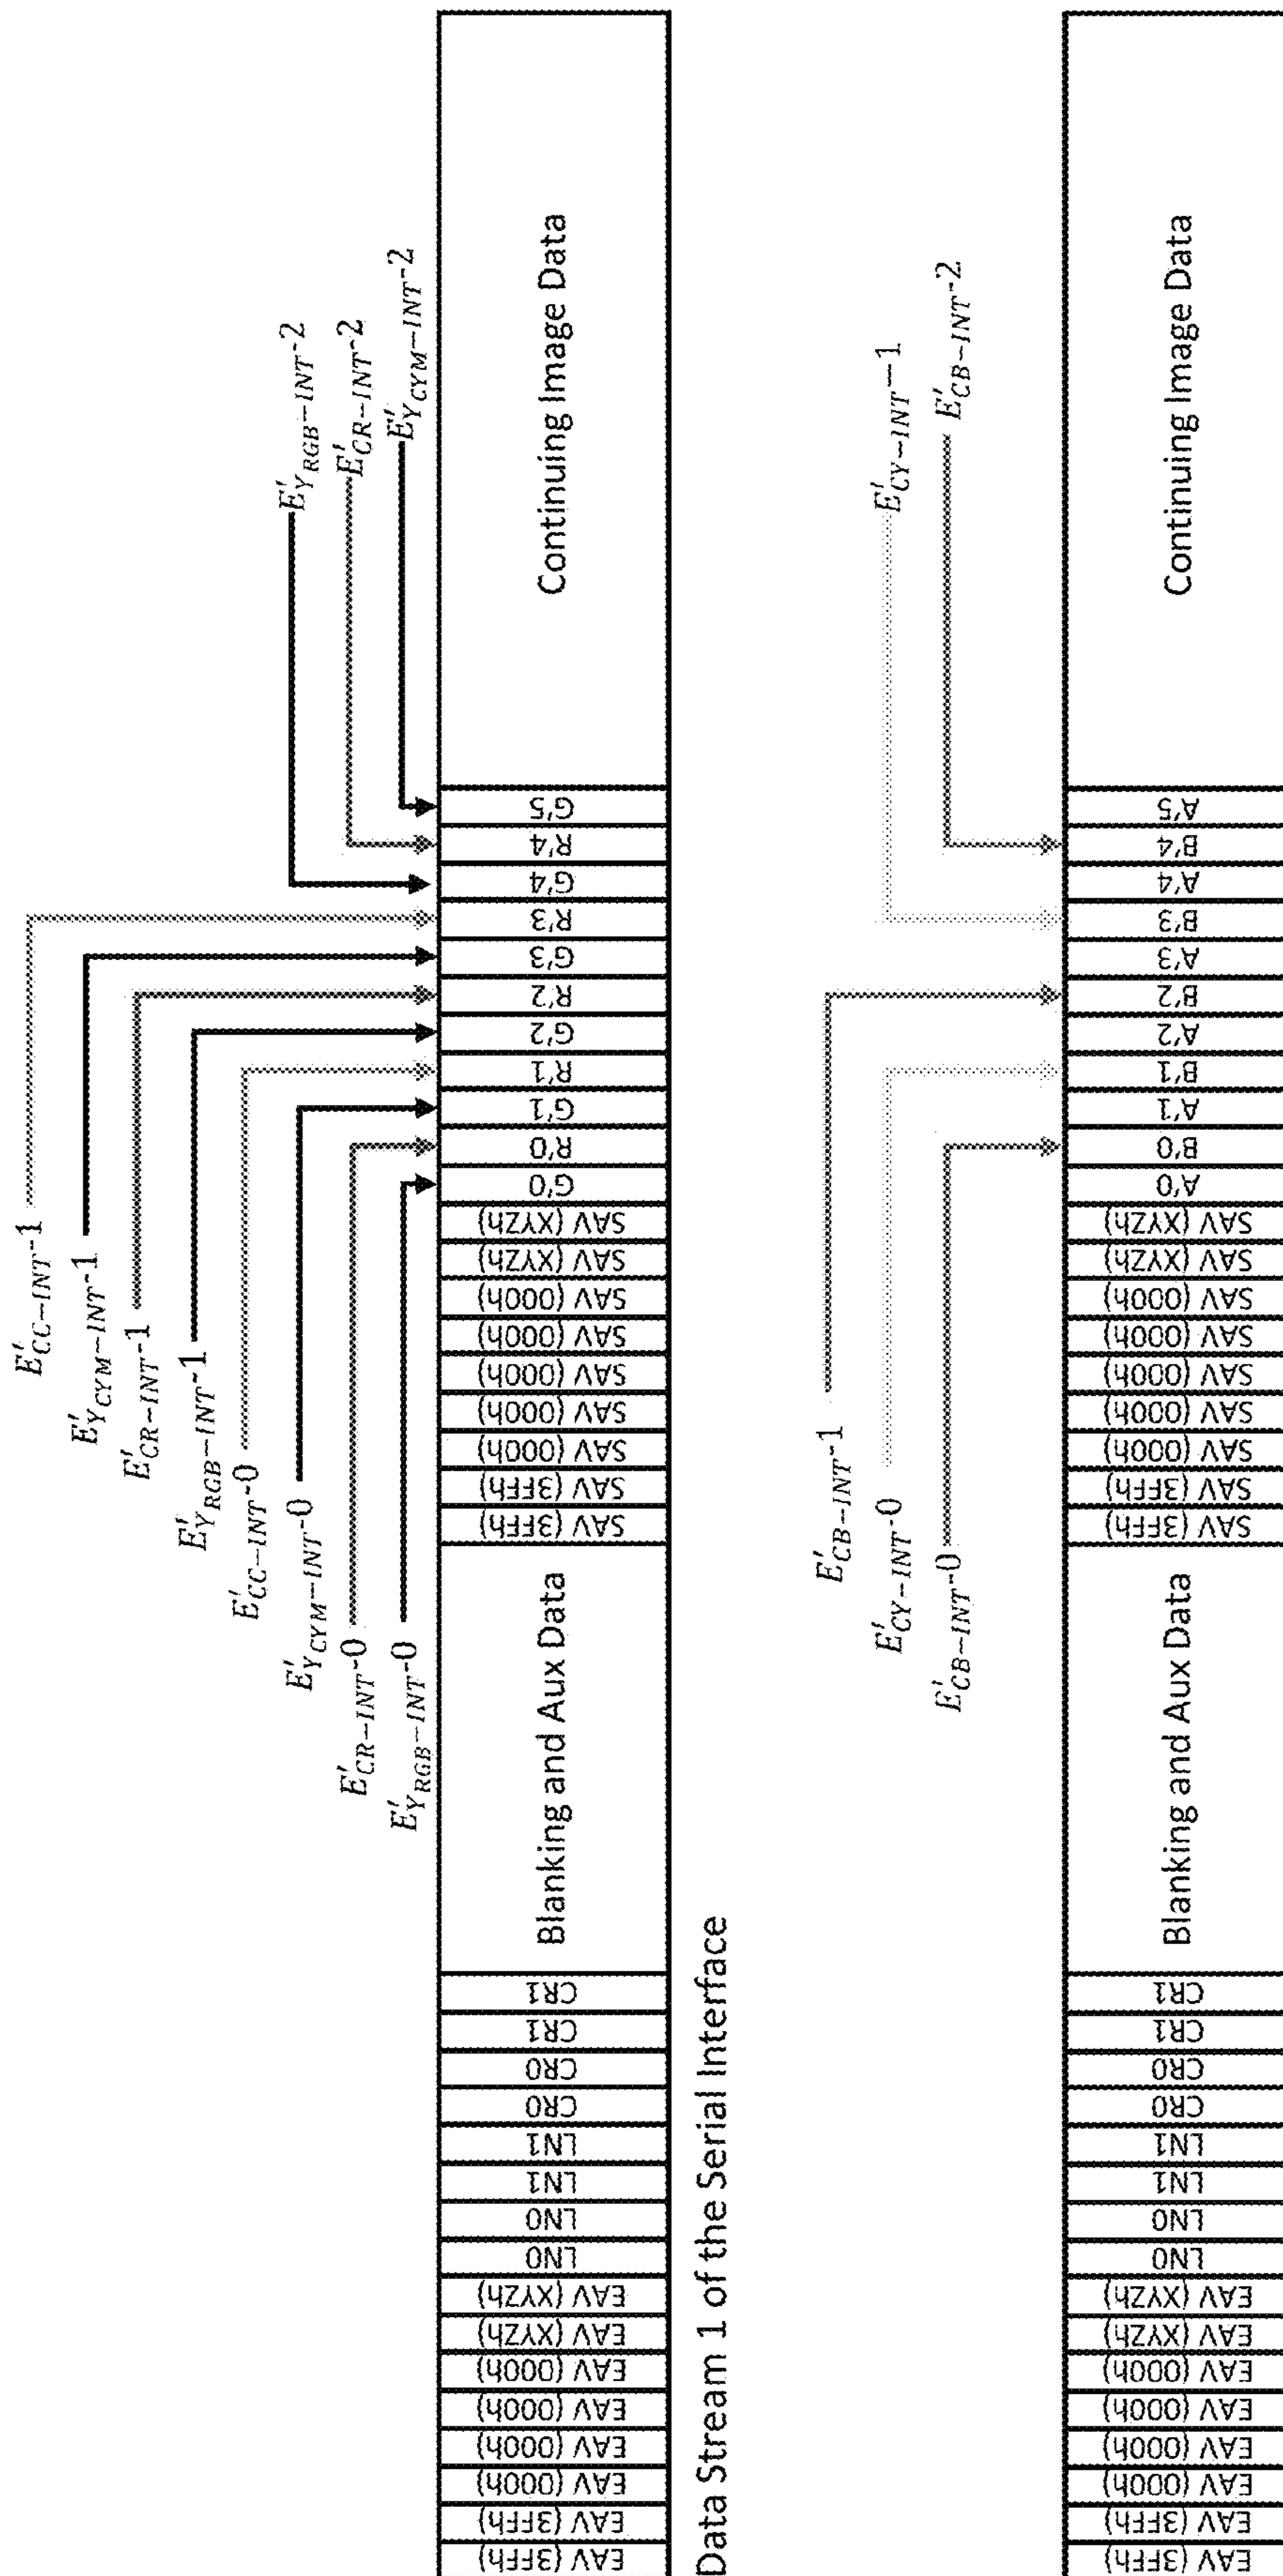 E'CC−INT-1
E'YCYM−INT-1
E'CR−INT-1
E'YRGB−INT-1
E'CC−INT-0
E'YCYM−INT-0
E'YRGB−INT-2
E'CR−INT-0
E'CR−INT-2
E'YRGB−INT-0
E'YCYM−INT-2
EAV (3FFh)
EAV (3FFh)
EAV (000h)
EAV (000h)
EAV (000h)
EAV (000h)
EAV (XYZh)
EAV (XYZh)
LN0
LN0
LN1
LN1
CR0
CR0
CR1
CR1
Blanking and Aux Data
SAV (3FFh)
SAV (3FFh)
SAV (000h)
SAV (000h)
SAV (000h)
SAV (000h)
SAV (000h)
SAV (XYZh)
SAV (XYZh)
G'0
R'0
G'1
R'1
G'2
R'2
G'3
R'3
G'4
R'4
G'5
Continuing Image Data
Data Stream 1 of the Serial Interface
E'CB−INT-1
E'CY−INT-0
E'CY−INT−1
E'CB−INT-0
E'CB−INT-2
EAV (3FFh)
EAV (3FFh)
EAV (000h)
EAV (000h)
EAV (000h)
EAV (000h)
EAV (XYZh)
EAV (XYZh)
LN0
LN0
LN1
LN1
CR0
CR0
CR1
CR1
Blanking and Aux Data
SAV (3FFh)
SAV (3FFh)
SAV (000h)
SAV (000h)
SAV (000h)
SAV (000h)
SAV (000h)
SAV (XYZh)
SAV (XYZh)
A'0
B'0
A'1
B'1
A'2
B'2
A'3
B'3
A'4
B'4
A'5
Continuing Image Data